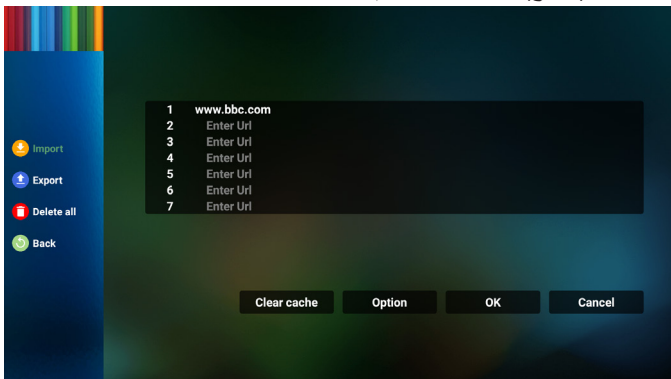 1 www.bbc.com
2 Enter Url
3 Enter Url
4 Enter Url
5 Enter Url
6 Enter Url
7 Enter Url
Import
Export
Delete all
Back
Clear cache Option OK Cancel